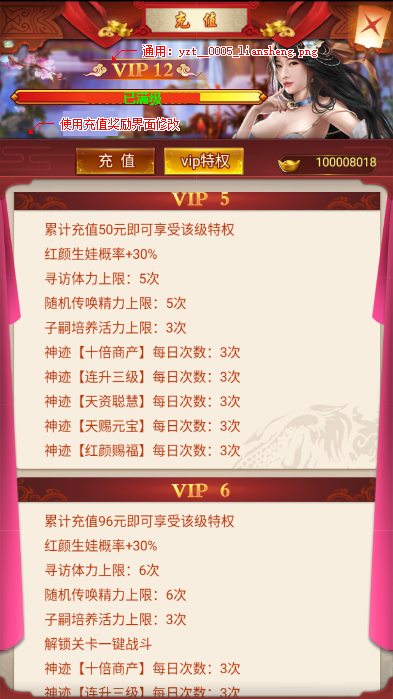 充 值
通用：yzt__0005_liansheng.png
VIP 12
已满级
使用充值奖励界面修改
充 值
vip特权
100008018
VIP 5
累计充值50元即可享受该级特权
红颜生娃概率+30%
寻访体力上限：5次
随机传唤精力上限：5次
子嗣培养活力上限：3次
神迹【十倍商产】每日次数：3次
神迹【连升三级】每日次数：3次
神迹【天资聪慧】每日次数：3次
神迹【天赐元宝】每日次数：3次
神迹【红颜赐福】每日次数：3次
VIP 6
累计充值96元即可享受该级特权
红颜生娃概率+30%
寻访体力上限：6次
随机传唤精力上限：6次
子嗣培养活力上限：3次
解锁关卡一键战斗
神迹【十倍商产】每日次数：3次
神迹【连升三级】每日次数：3次